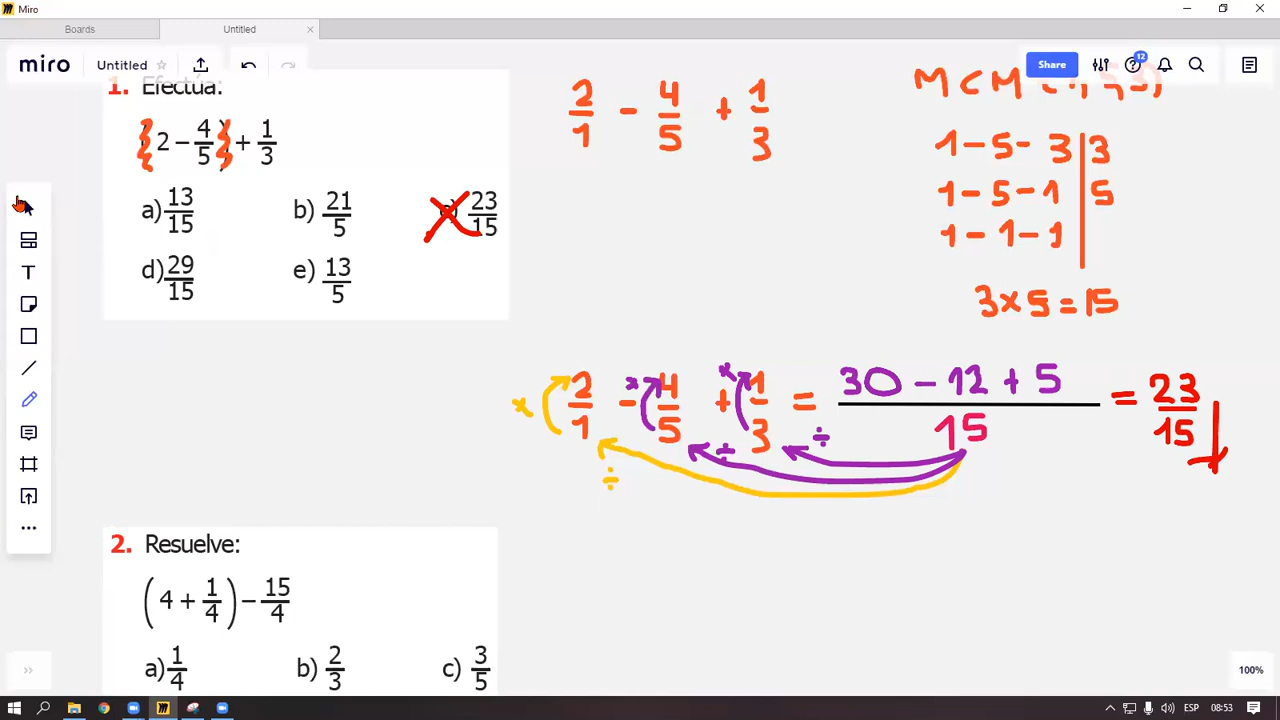 Miro
Boards
Untitled
miro
Untitled
Share
12
1. Efectúa:
2 − 4/5 + 1/3
a) 13/15
b) 21/5
23/15
d) 29/15
e) 13/5
2/1 - 4/5 + 1/3
MCM
1 - 5 - 3 | 3
1 - 5 - 1 | 5
1 - 1 - 1
3 x 5 = 15
x 2/1 - x 4/5 + x 1/3 = 30 - 12 + 5 / 15 = 23/15
÷ ÷ ÷
2. Resuelve:
(4 + 1/4) − 15/4
a) 1/4
b) 2/3
c) 3/5
100%
ESP
08:53